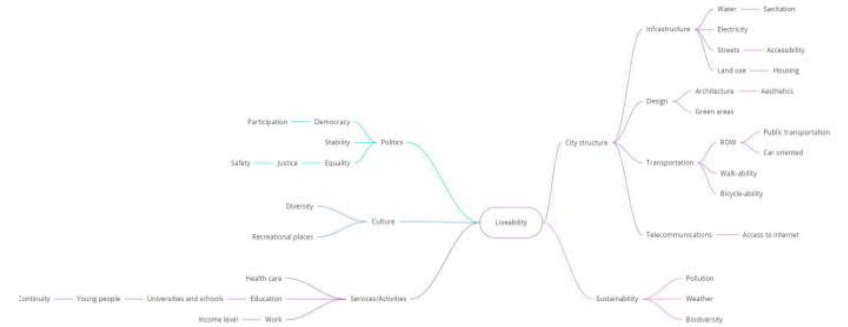 Water
Sanitation
Infrastructure
Electricity
Streets
Accessibility
Land use
Housing
Architecture
Aesthetics
Design
Green areas
Participation
Democracy
Stability
Politics
Safety
Justice
Equality
City structure
Public transportation
ROW
Car oriented
Transportation
Walk-ability
Bicycle-ability
Diversity
Culture
Recreational places
Liveability
Telecommunications
Access to internet
Health care
Continuity
Young people
Universities and schools
Education
Services/Activities
Income level
Work
Pollution
Sustainability
Weather
Biodiversity